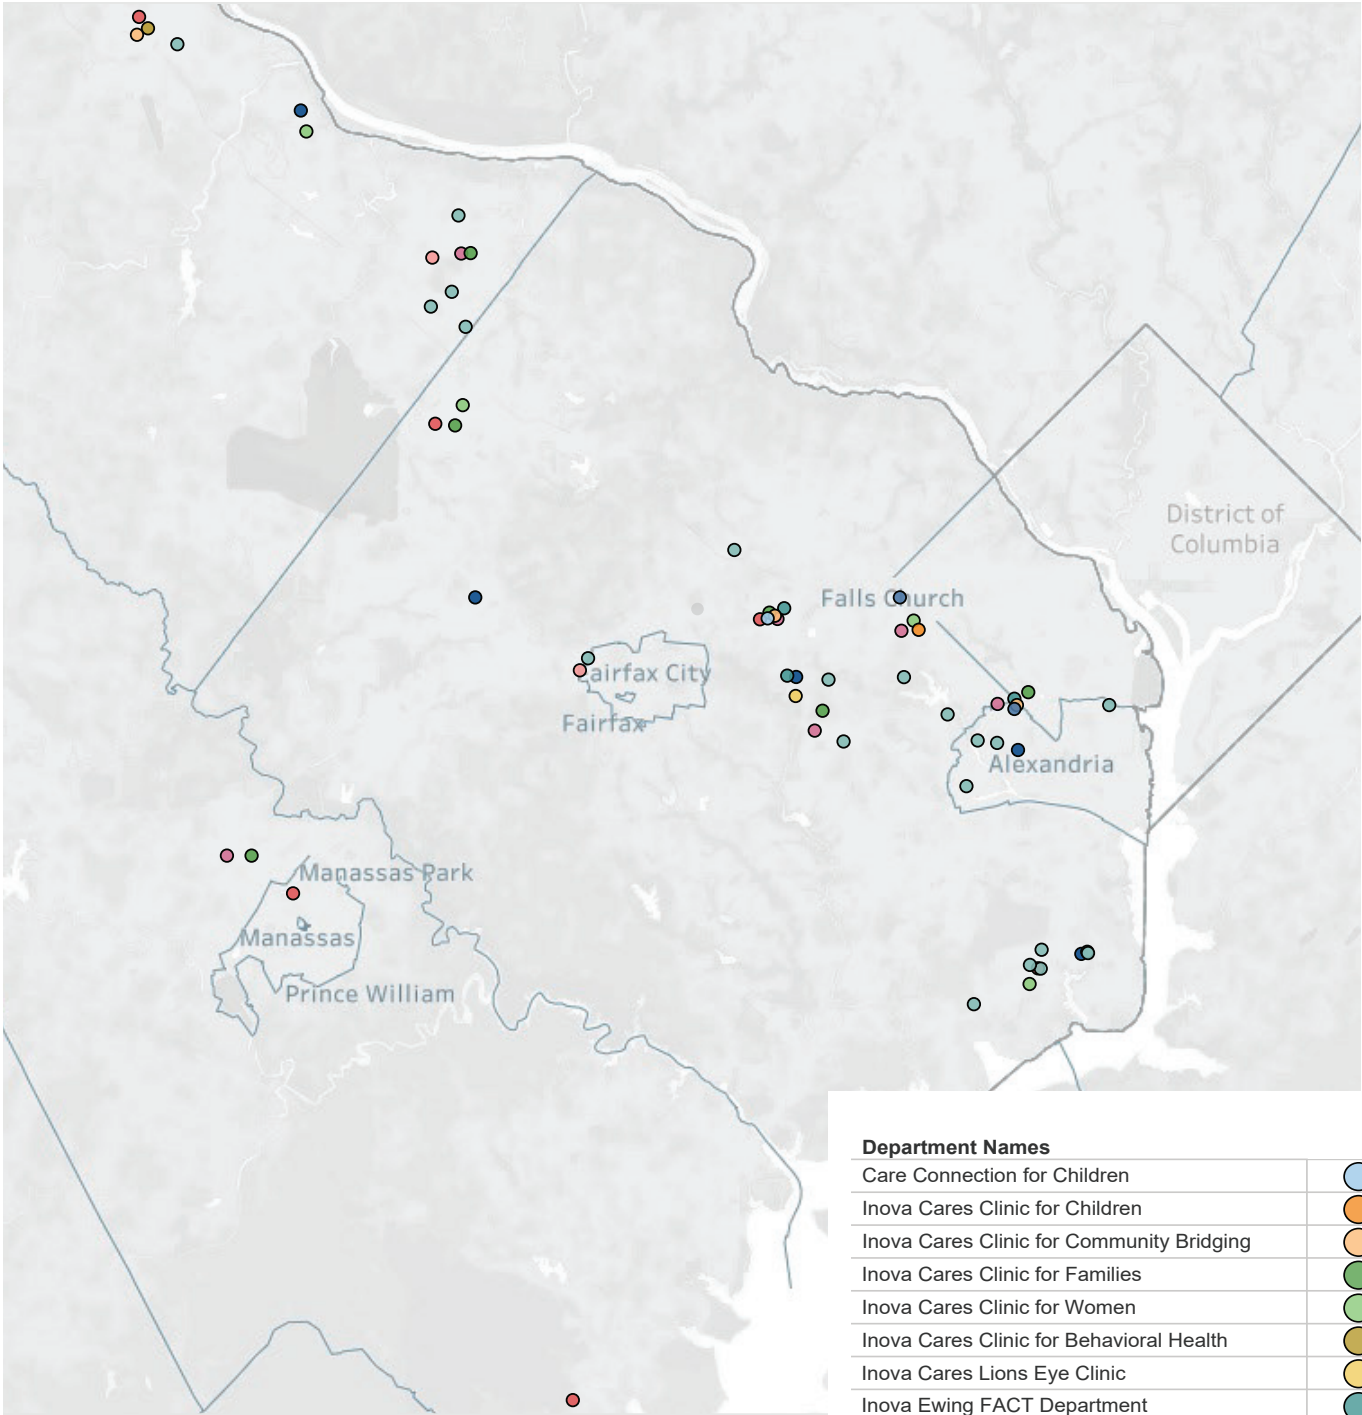 District of
Columbia
Falls Church
Fairfax City
Fairfax
Alexandria
Manassas Park
Manassas
Prince William
Department Names
Care Connection for Children
Inova Cares Clinic for Children
Inova Cares Clinic for Community Bridging
Inova Cares Clinic for Families
Inova Cares Clinic for Women
Inova Cares Clinic for Behavioral Health
Inova Cares Lions Eye Clinic
Inova Ewing FACT Department